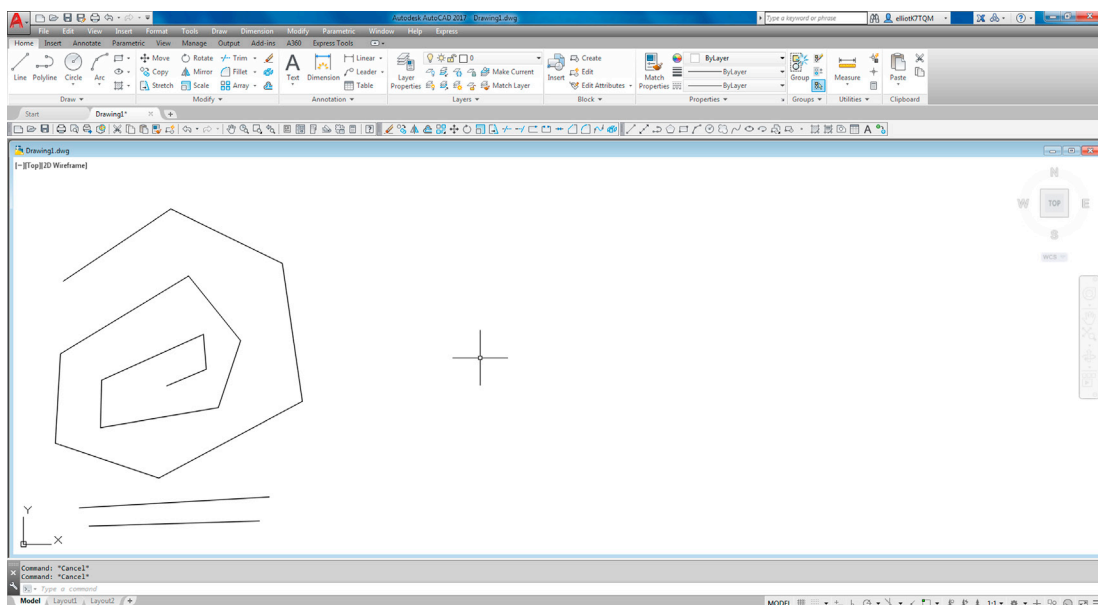 A Autodesk AutoCAD 2017 Drawing1.dwg Type a keyword or phrase elliotK7TQM
File Edit View Insert Format Tools Draw Dimension Modify Parametric Window Help Express
Home Insert Annotate Parametric View Manage Output Add-ins A360 Express Tools
Move Rotate Trim Linear 0 Create ByLayer
Copy Mirror Fillet Leader Make Current Edit ByLayer
Line Polyline Circle Arc Stretch Scale Array Text Dimension Table Layer Properties Match Layer Insert Edit Attributes Match Properties ByLayer Group Measure Paste
Draw Modify Annotation Layers Block Properties Groups Utilities Clipboard
Start Drawing1*
A
Drawing1.dwg
[−][Top][2D Wireframe]
N
W TOP E
S
WCS
Y
X
Command: *Cancel*
Command: *Cancel*
Type a command
Model Layout1 Layout2 + MODEL 1:1